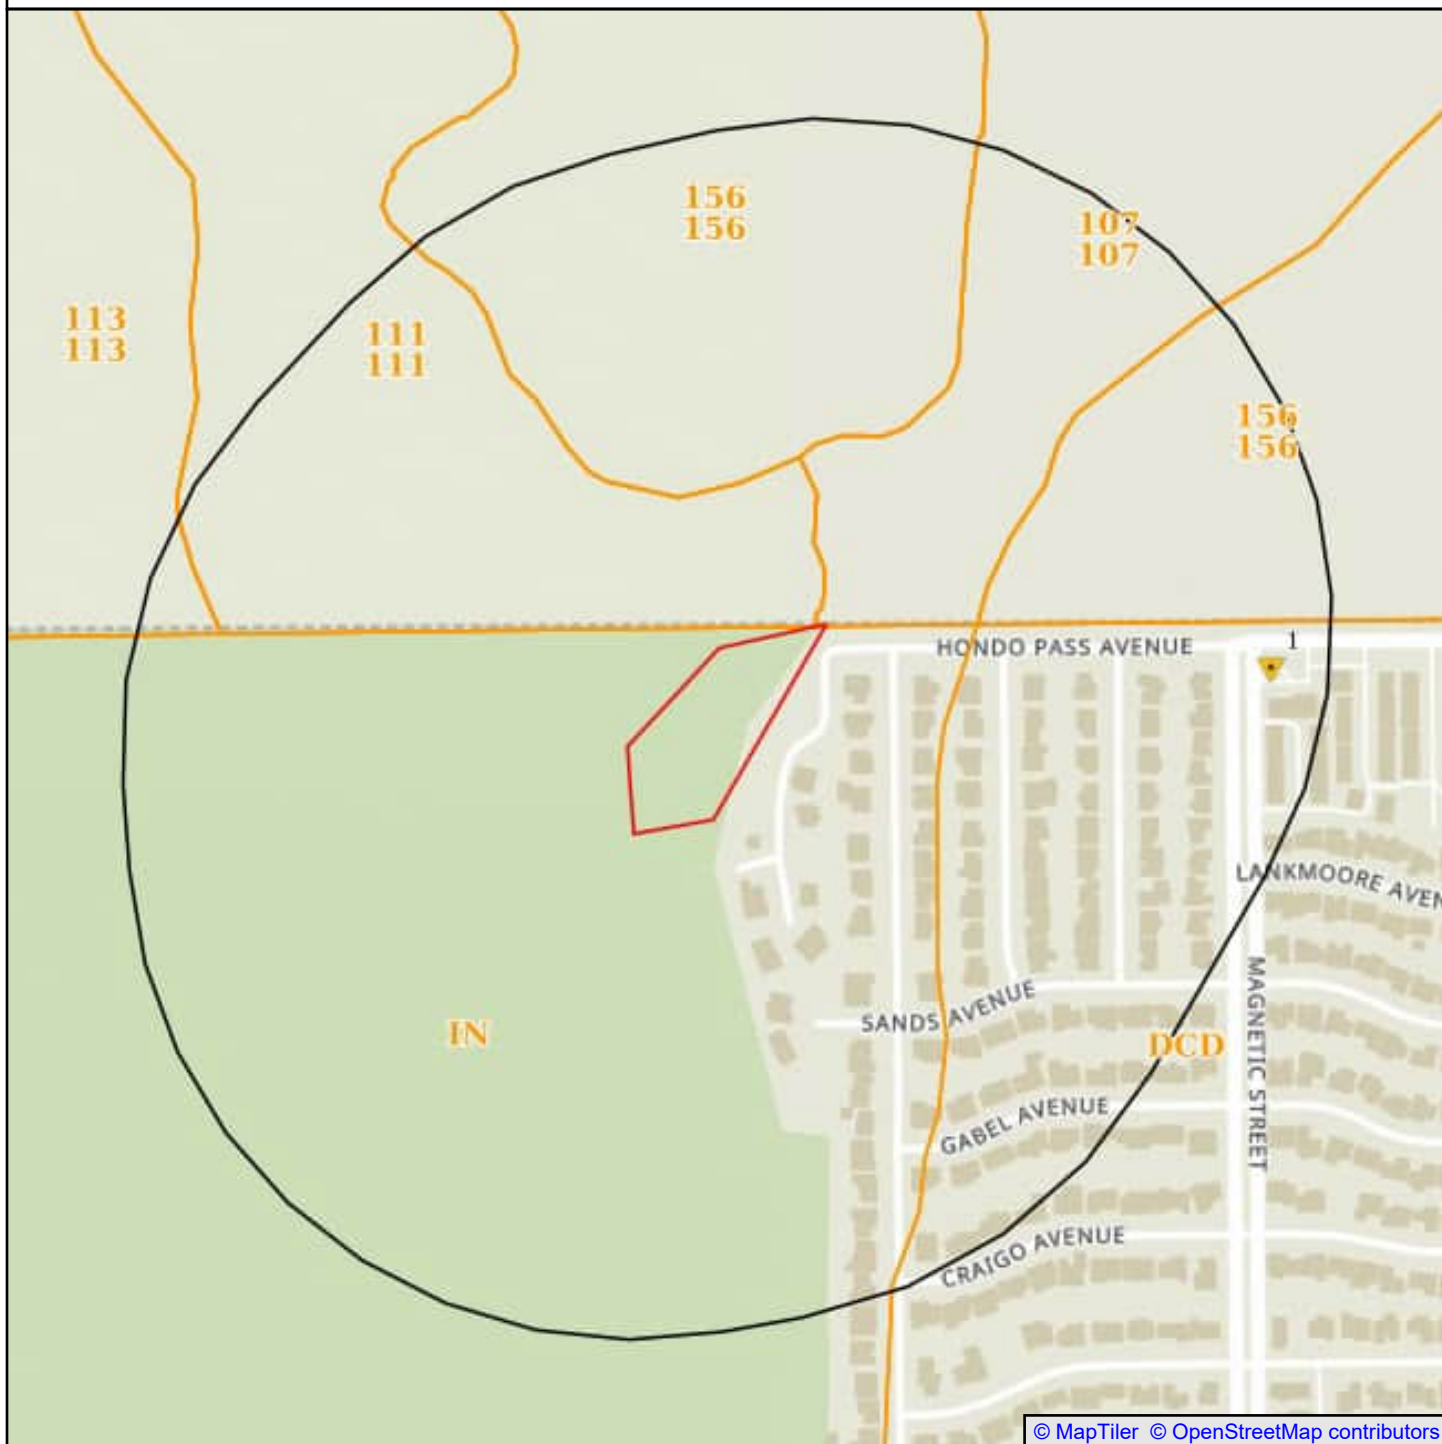 156
156
107
107
113
113
111
111
156
156
HONDO PASS AVENUE
1
LANKMOORE AVEN
MAGNETIC STREET
SANDS AVENUE
IN
DCD
GABEL AVENUE
CRAIGO AVENUE
© MapTiler © OpenStreetMap contributors